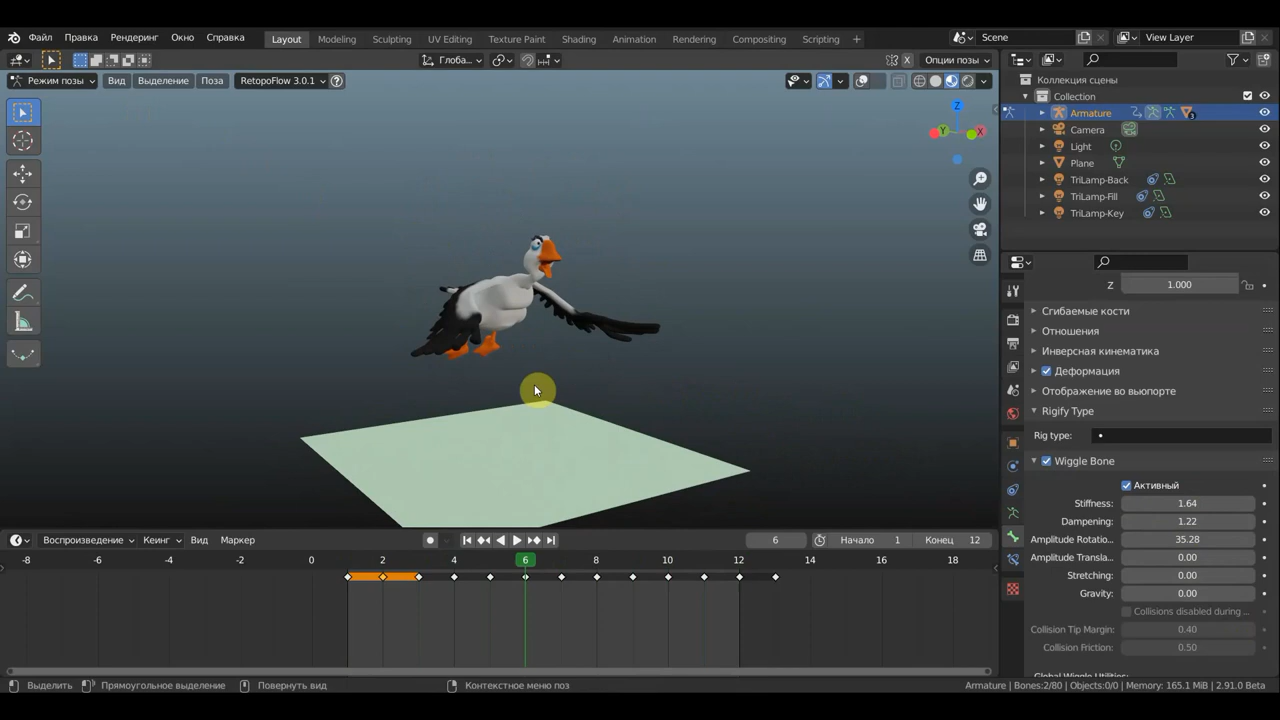 Файл Правка Рендеринг Окно Справка Layout Modeling Sculpting UV Editing Texture Paint Shading Animation Rendering Compositing Scripting + Scene View Layer
Глоба... Опции позы
Режим позы Вид Выделение Поза RetopoFlow 3.0.1 ?
Коллекция сцены
Collection
Armature 3
Camera
Light
Plane
TriLamp-Back
TriLamp-Fill
TriLamp-Key
Z
Y X
Z 1.000
Сгибаемые кости
Отношения
Инверсная кинематика
Деформация
Отображение во вьюпорте
Rigify Type
Rig type:
Wiggle Bone
Активный
Stiffness 1.64
Dampening 1.22
Amplitude Rotatio... 35.28
Amplitude Transla... 0.00
Stretching: 0.00
Gravity: 0.00
Collisions disabled during ...
Collision Tip Margin: 0.40
Collision Friction: 0.50
Global Wiggle Utilities:
Воспроизведение Кеинг Вид Маркер 6 Начало 1 Конец 12
-8 -6 -4 -2 0 2 4 6 8 10 12 14 16 18
Выделить Прямоугольное выделение Повернуть вид Контекстное меню поз Armature | Bones:2/80 | Objects:0/0 | Memory: 165.1 MiB | 2.91.0 Beta